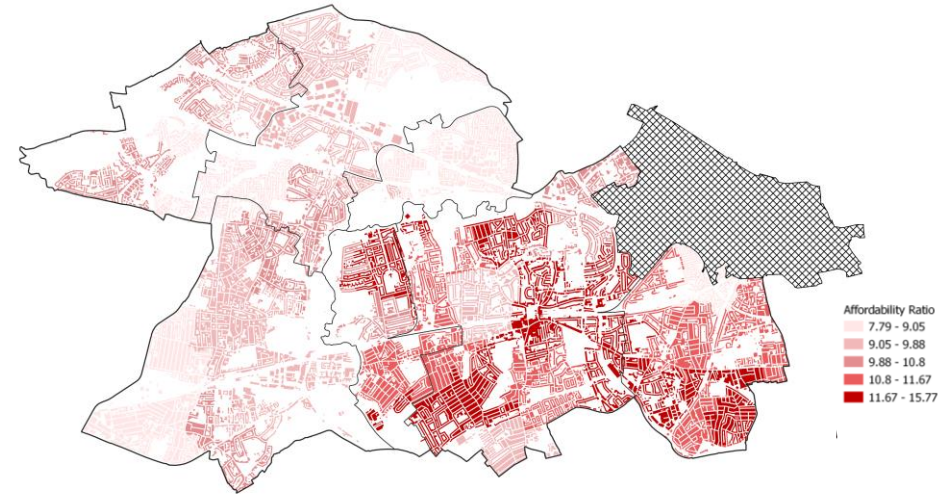 Affordability Ratio
7.79 - 9.05
9.05 - 9.88
9.88 - 10.8
10.8 - 11.67
11.67 - 15.77